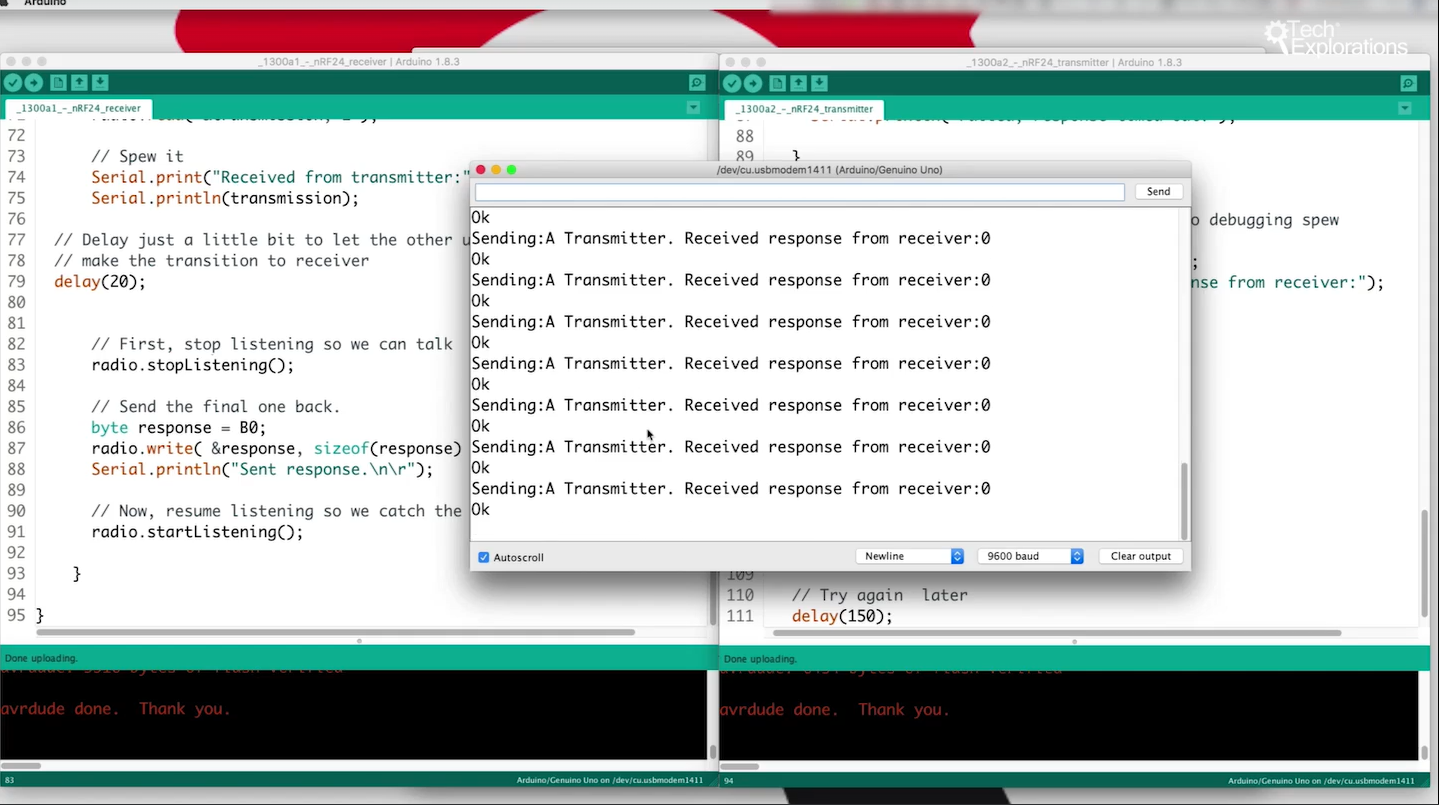 Arduino
Tech
Explorations
_1300a1_-_nRF24_receiver | Arduino 1.8.3
_1300a1_-_nRF24_receiver
72
73 // Spew it
74 Serial.print("Received from transmitter:"
75 Serial.println(transmission);
76
77 // Delay just a little bit to let the other u
78 // make the transition to receiver
79 delay(20);
80
81
82 // First, stop listening so we can talk
83 radio.stopListening();
84
85 // Send the final one back.
86 byte response = B0;
87 radio.write( &response, sizeof(response)
88 Serial.println("Sent response.\n\r");
89
90 // Now, resume listening so we catch the
91 radio.startListening();
92
93 }
94
95 }
Done uploading.
avrdude done. Thank you.
83
Arduino/Genuino Uno on /dev/cu.usbmodem1411
_1300a2_-_nRF24_transmitter | Arduino 1.8.3
_1300a2_-_nRF24_transmitter
88
89 }
o debugging spew
;
nse from receiver:");
109
110 // Try again later
111 delay(150);
Done uploading.
avrdude done. Thank you.
94
Arduino/Genuino Uno on /dev/cu.usbmodem1411
/dev/cu.usbmodem1411 (Arduino/Genuino Uno)
Send
Ok
Sending:A Transmitter. Received response from receiver:0
Ok
Sending:A Transmitter. Received response from receiver:0
Ok
Sending:A Transmitter. Received response from receiver:0
Ok
Sending:A Transmitter. Received response from receiver:0
Ok
Sending:A Transmitter. Received response from receiver:0
Ok
Sending:A Transmitter. Received response from receiver:0
Ok
Sending:A Transmitter. Received response from receiver:0
Ok
Autoscroll
Newline
9600 baud
Clear output